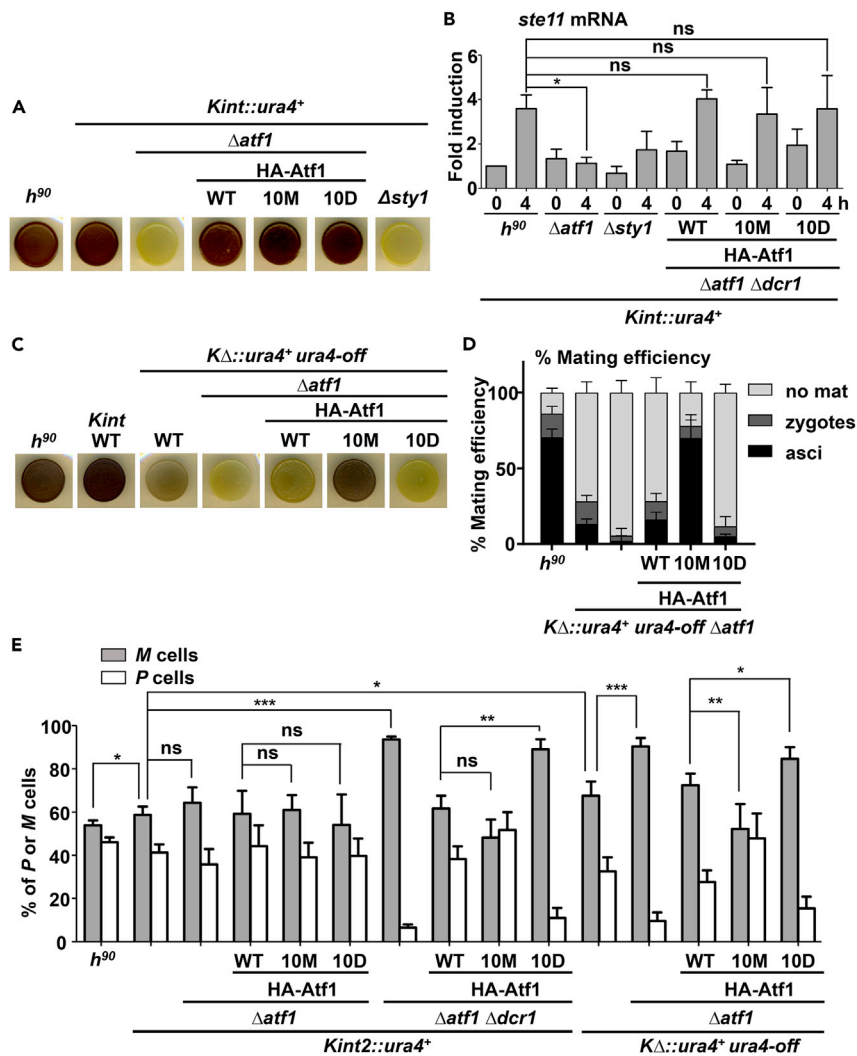 A
Kint::ura4⁺
Δatf1
HA-Atf1
h⁹⁰
WT
10M
10D
Δsty1
B
ste11 mRNA
ns
ns
ns
*
Fold induction
6
4
2
0
0 4 0 4 0 4 0 4 0 4 0 4 h
h⁹⁰ Δatf1 Δsty1 WT 10M 10D
HA-Atf1
Δatf1 Δdcr1
Kint::ura4⁺
C
KΔ::ura4⁺ ura4-off
Δatf1
HA-Atf1
Kint
h⁹⁰ WT WT WT 10M 10D
D
% Mating efficiency
% Mating efficiency
100
50
0
no mat
zygotes
asci
h⁹⁰
WT 10M 10D
HA-Atf1
KΔ::ura4⁺ ura4-off Δatf1
E
M cells
P cells
% of P or M cells
100
80
60
40
20
0
*
ns
ns
ns
***
*
ns
**
***
**
*
h⁹⁰
WT 10M 10D WT 10M 10D WT 10M 10D
HA-Atf1 HA-Atf1 HA-Atf1
Δatf1 Δatf1 Δdcr1 Δatf1
Kint2::ura4⁺ KΔ::ura4⁺ ura4-off